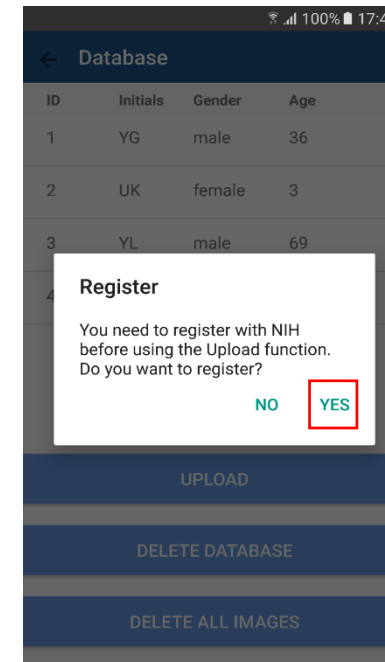 100% 17:4
Database
ID Initials Gender Age
1 YG male 36
2 UK female 3
3 YL male 69
4
Register
You need to register with NIH
before using the Upload function.
Do you want to register?
NO YES
UPLOAD
DELETE DATABASE
DELETE ALL IMAGES